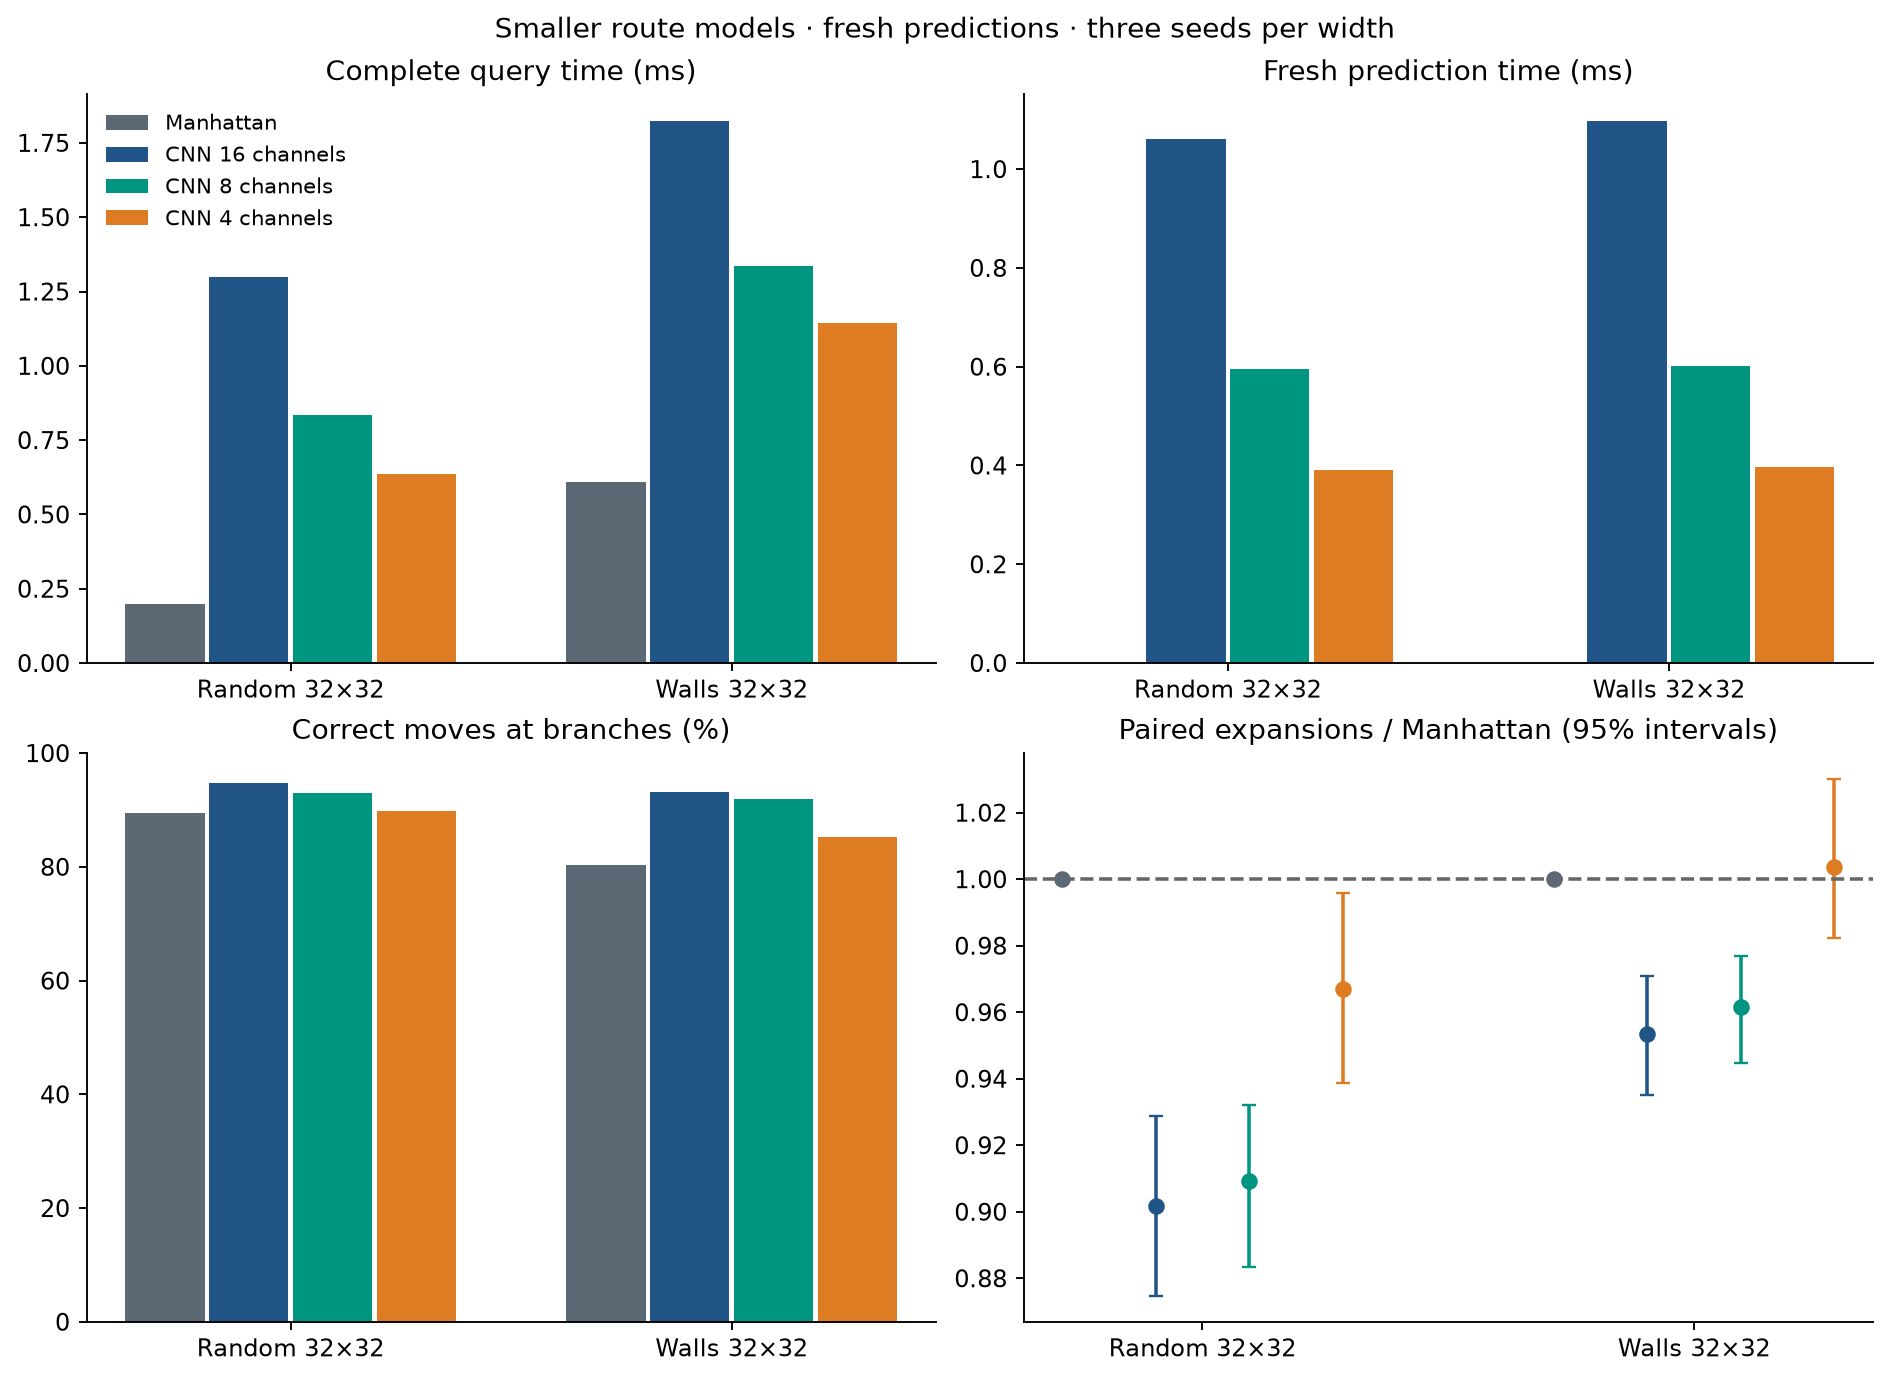 Smaller route models · fresh predictions · three seeds per width
Complete query time (ms)
Manhattan
CNN 16 channels
CNN 8 channels
CNN 4 channels
1.75
1.50
1.25
1.00
0.75
0.50
0.25
0.00
Random 32×32
Walls 32×32
Fresh prediction time (ms)
1.0
0.8
0.6
0.4
0.2
0.0
Random 32×32
Walls 32×32
Correct moves at branches (%)
100
80
60
40
20
0
Random 32×32
Walls 32×32
Paired expansions / Manhattan (95% intervals)
1.02
1.00
0.98
0.96
0.94
0.92
0.90
0.88
Random 32×32
Walls 32×32